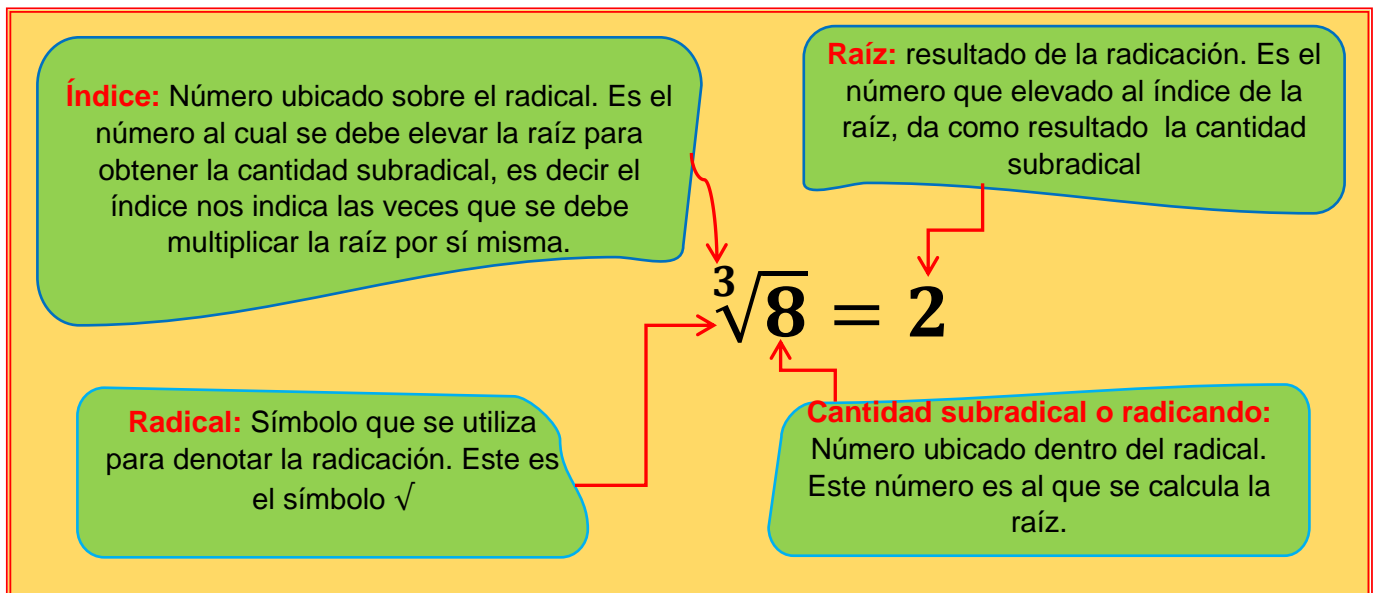 Índice: Número ubicado sobre el radical. Es el
número al cual se debe elevar la raíz para
obtener la cantidad subradical, es decir el
índice nos indica las veces que se debe
multiplicar la raíz por sí misma.
Raíz: resultado de la radicación. Es el
número que elevado al índice de la
raíz, da como resultado la cantidad
subradical
∛8 = 2
Radical: Símbolo que se utiliza
para denotar la radicación. Este es
el símbolo √
Cantidad subradical o radicando:
Número ubicado dentro del radical.
Este número es al que se calcula la
raíz.